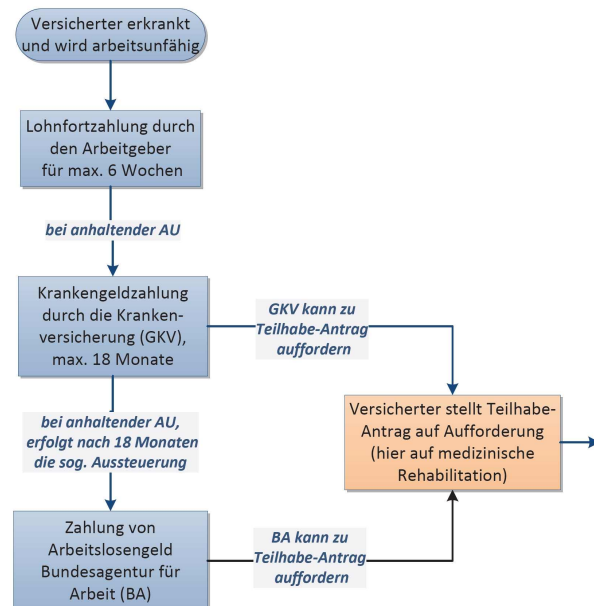 Versicherter erkrankt
und wird arbeitsunfähig
Lohnfortzahlung durch
den Arbeitgeber
für max. 6 Wochen
bei anhaltender AU
Krankengeldzahlung
durch die Kranken-
versicherung (GKV),
max. 18 Monate
GKV kann zu
Teilhabe-Antrag
auffordern
bei anhaltender AU,
erfolgt nach 18 Monaten
die sog. Aussteuerung
Versicherter stellt Teilhabe-
Antrag auf Aufforderung
(hier auf medizinische
Rehabilitation)
Zahlung von
Arbeitslosengeld
Bundesagentur für
Arbeit (BA)
BA kann zu
Teilhabe-Antrag
auffordern